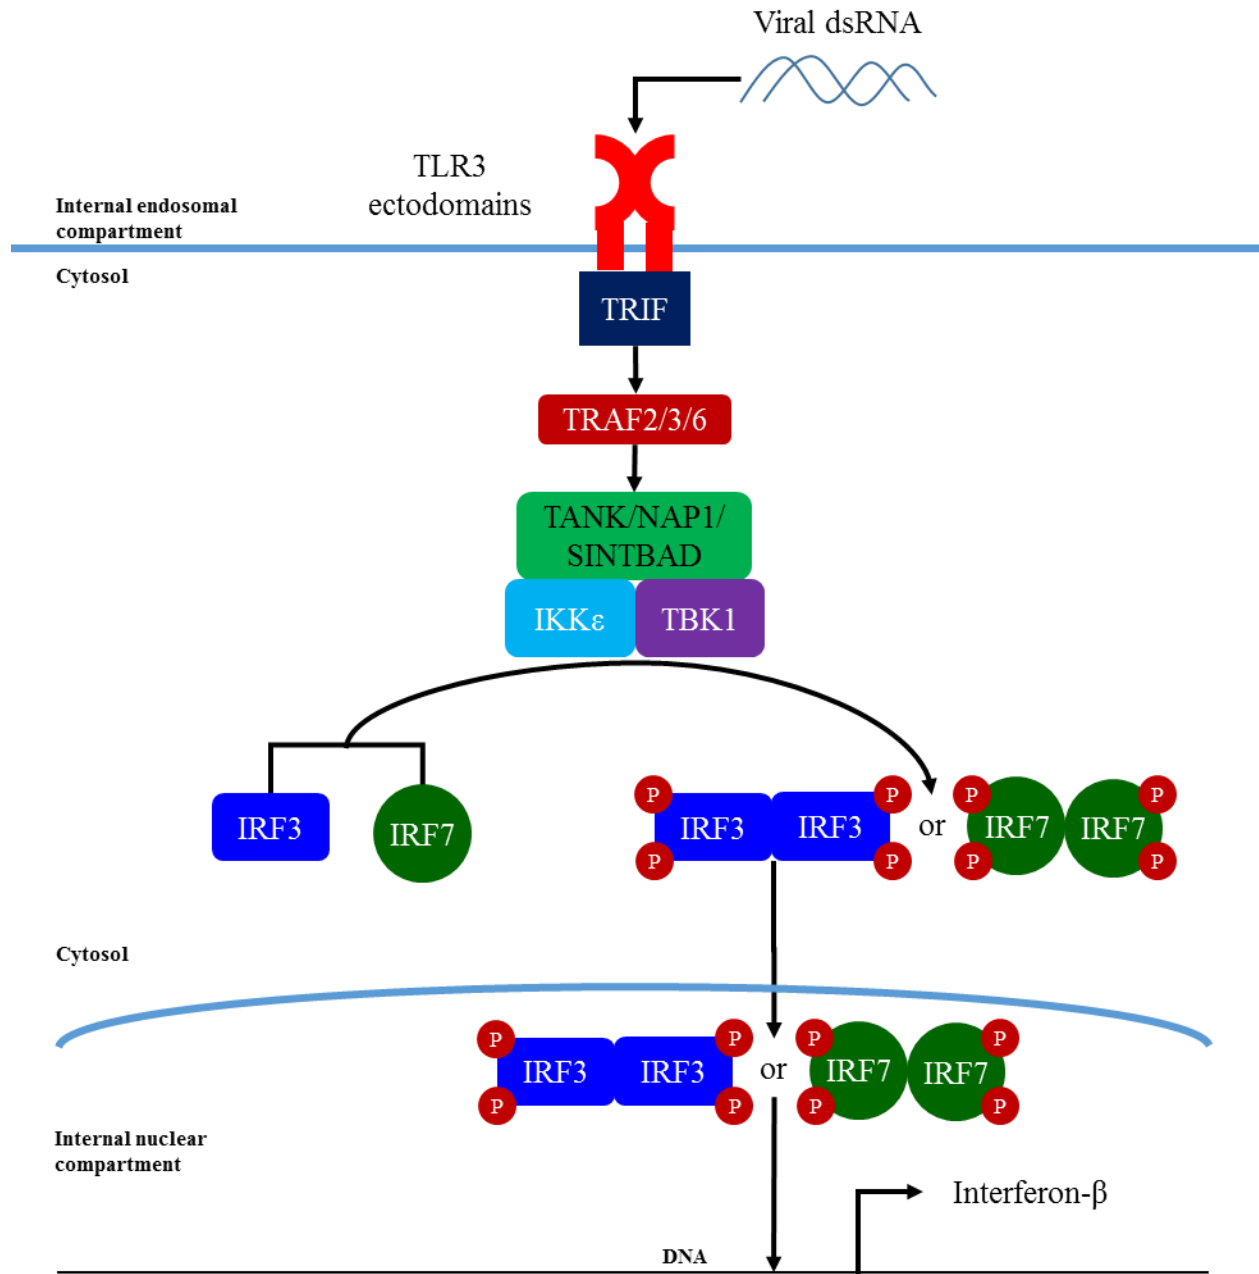 Viral dsRNA
TLR3
ectodomains
Internal endosomal
compartment
Cytosol
TRIF
TRAF2/3/6
TANK/NAP1/
SINTBAD
IKKε
TBK1
IRF3
IRF7
P
P
IRF3
IRF3
P
P
or
P
P
IRF7
IRF7
P
P
Cytosol
P
P
IRF3
IRF3
P
P
or
P
P
IRF7
IRF7
P
P
Internal nuclear
compartment
Interferon-β
DNA